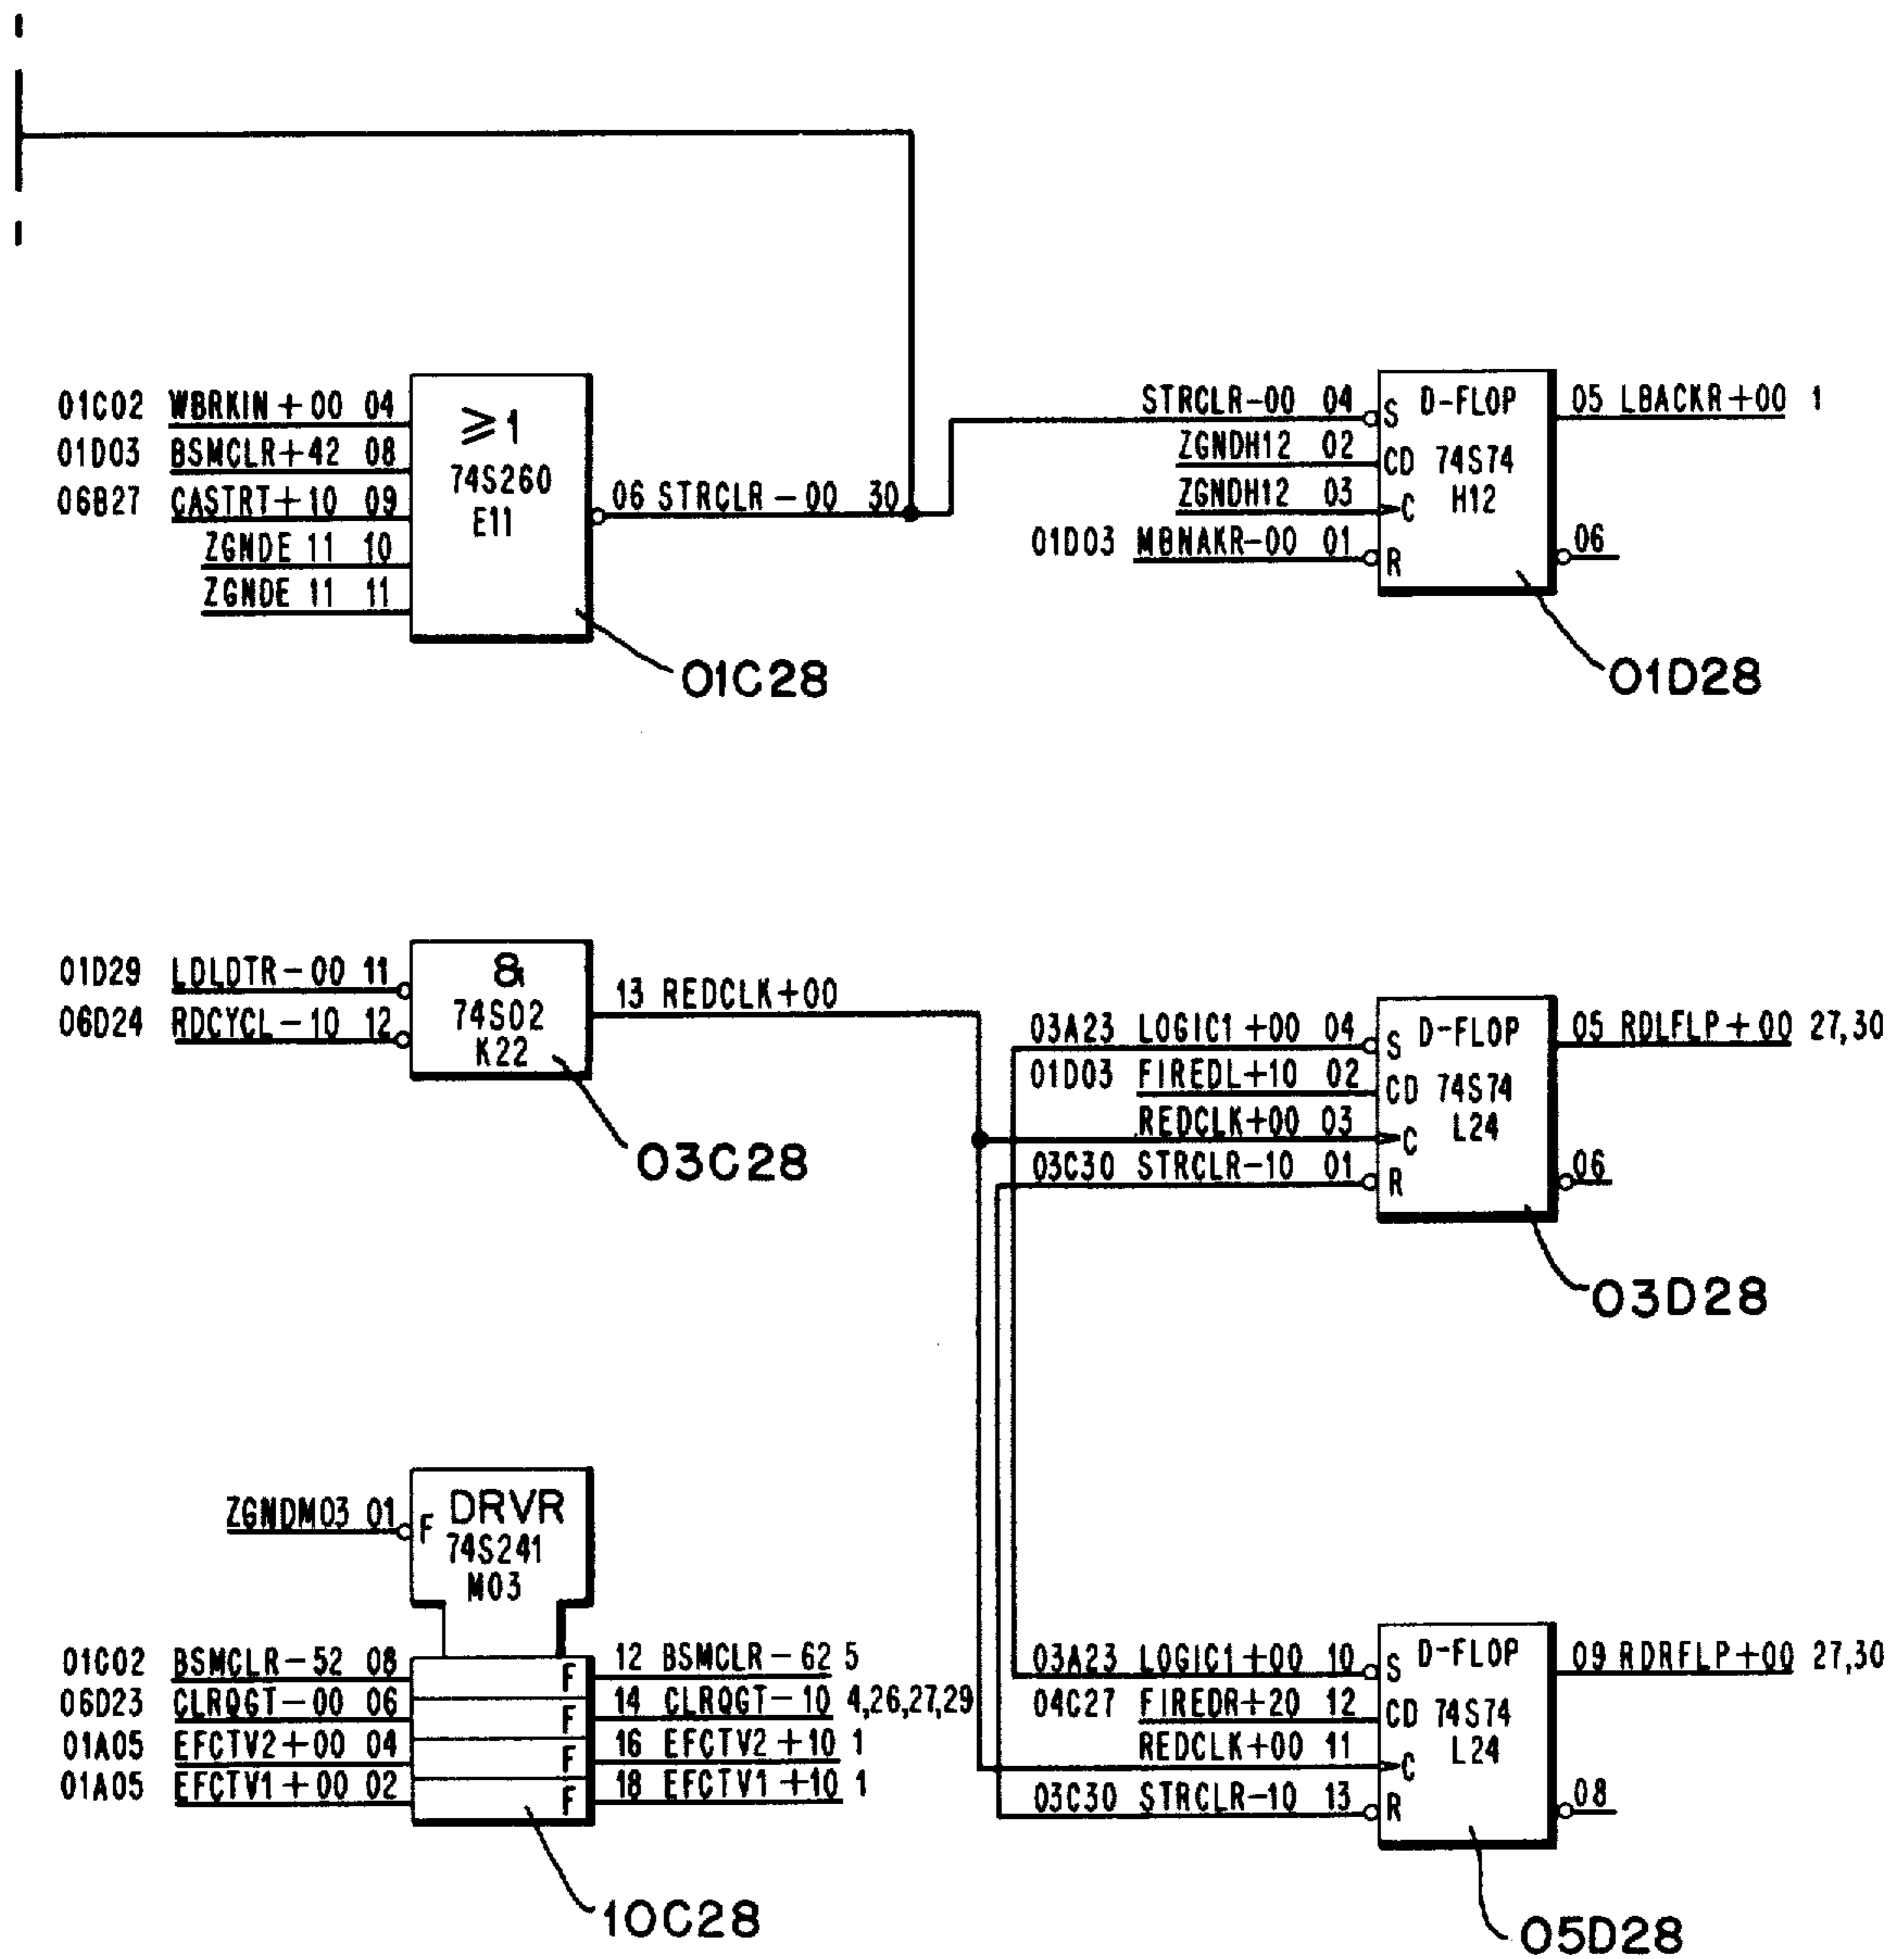 01C02 WBRKIN+00 04
01D03 BSMCLR+42 08
06B27 CASTRT+10 09
ZGNDE 11 10
ZGNDE 11 11
≥1
74S260
E11
06 STRCLR-00 30
01C28
STRCLR-00 04
ZGNDH12 02
ZGNDH12 03
01D03 MBNAKR-00 01
S D-FLOP
CD 74S74
C H12
R
05 LBACKR+00 1
06
01D28
01D29 LDLDTR-00 11
06D24 RDCYCL-10 12
&
74S02
K22
13 REDCLK+00
03C28
03A23 LOGIC1+00 04
01D03 FIREDL+10 02
REDCLK+00 03
03C30 STRCLR-10 01
S D-FLOP
CD 74S74
C L24
R
05 RDLFLP+00 27,30
06
03D28
ZGNDM03 01
F DRVR
74S241
M03
01C02 BSMCLR-52 08 F 12 BSMCLR-62 5
06D23 CLRQGT-00 06 F 14 CLRQGT-10 4,26,27,29
01A05 EFCTV2+00 04 F 16 EFCTV2+10 1
01A05 EFCTV1+00 02 F 18 EFCTV1+10 1
10C28
03A23 LOGIC1+00 10
04C27 FIREDR+20 12
REDCLK+00 11
03C30 STRCLR-10 13
S D-FLOP
CD 74S74
C L24
R
09 RDRFLP+00 27,30
08
05D28